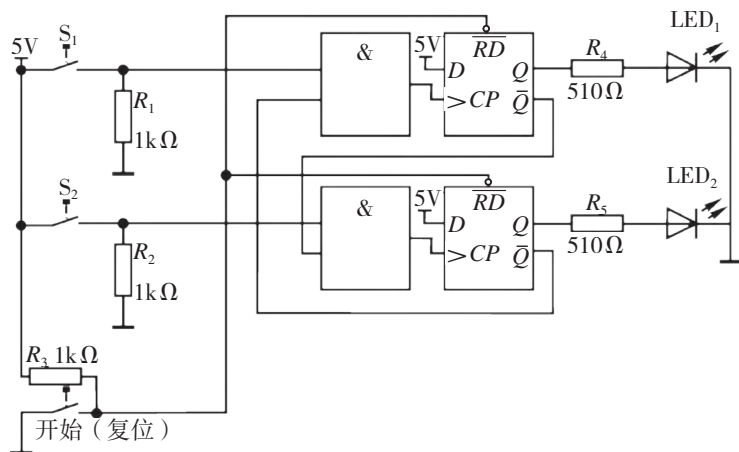 5V
S₁
R₁
1kΩ
&
5V
D
RD̅
>CP
Q
Q̅
R₄
510Ω
LED₁
S₂
R₂
1kΩ
&
5V
D
RD̅
>CP
Q
Q̅
R₅
510Ω
LED₂
R₃ 1kΩ
开始（复位）